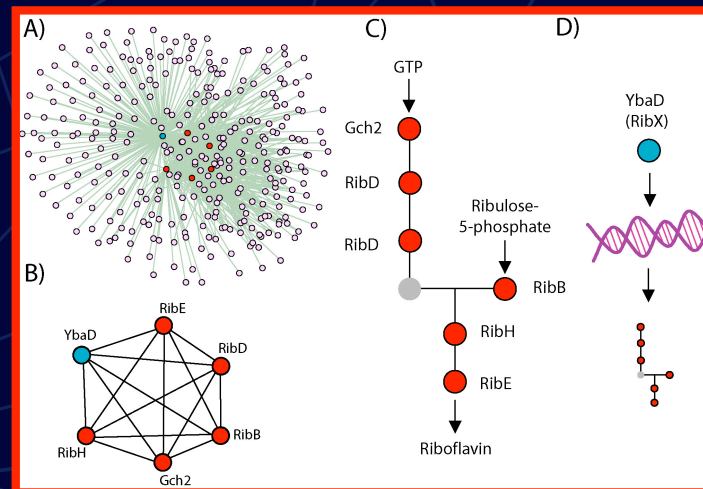 A)
B)
RibE
YbaD
RibD
RibH
RibB
Gch2
C)
GTP
Gch2
RibD
RibD
Ribulose-
5-phosphate
RibB
RibH
RibE
Riboflavin
D)
YbaD
(RibX)